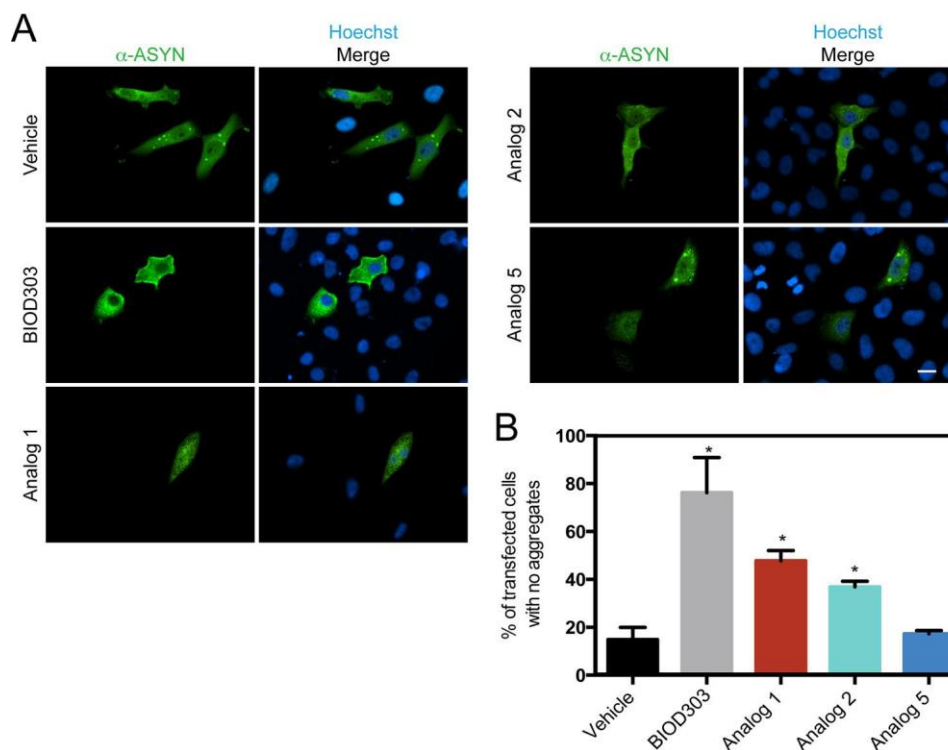 A
α-ASYN
Hoechst
Merge
Vehicle
BIOD303
Analog 1
α-ASYN
Hoechst
Merge
Analog 2
Analog 5
B
% of transfected cells
with no aggregates
100
80
60
40
20
0
*
*
*
Vehicle
BIOD303
Analog 1
Analog 2
Analog 5